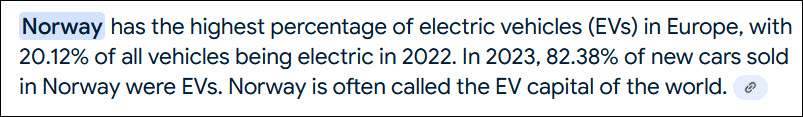 Norway has the highest percentage of electric vehicles (EVs) in Europe, with
20.12% of all vehicles being electric in 2022. In 2023, 82.38% of new cars sold
in Norway were EVs. Norway is often called the EV capital of the world.